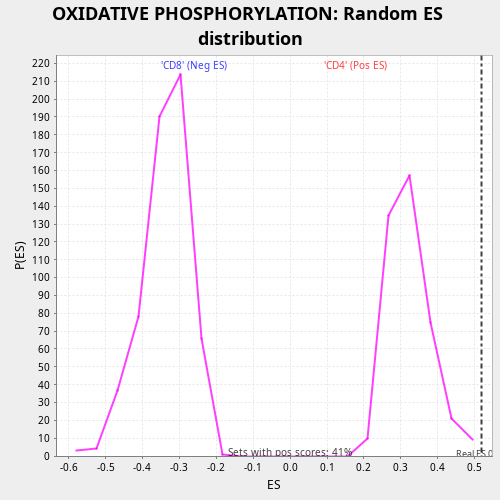 OXIDATIVE PHOSPHORYLATION: Random ES
distribution
'CD8' (Neg ES)
'CD4' (Pos ES)
220
210
200
190
180
170
160
150
140
130
120
110
100
90
80
70
60
50
40
30
20
10
0
P(ES)
Sets with pos scores: 41%
Real ES 0
-0.6 -0.5 -0.4 -0.3 -0.2 -0.1 0.0 0.1 0.2 0.3 0.4 0.5
ES